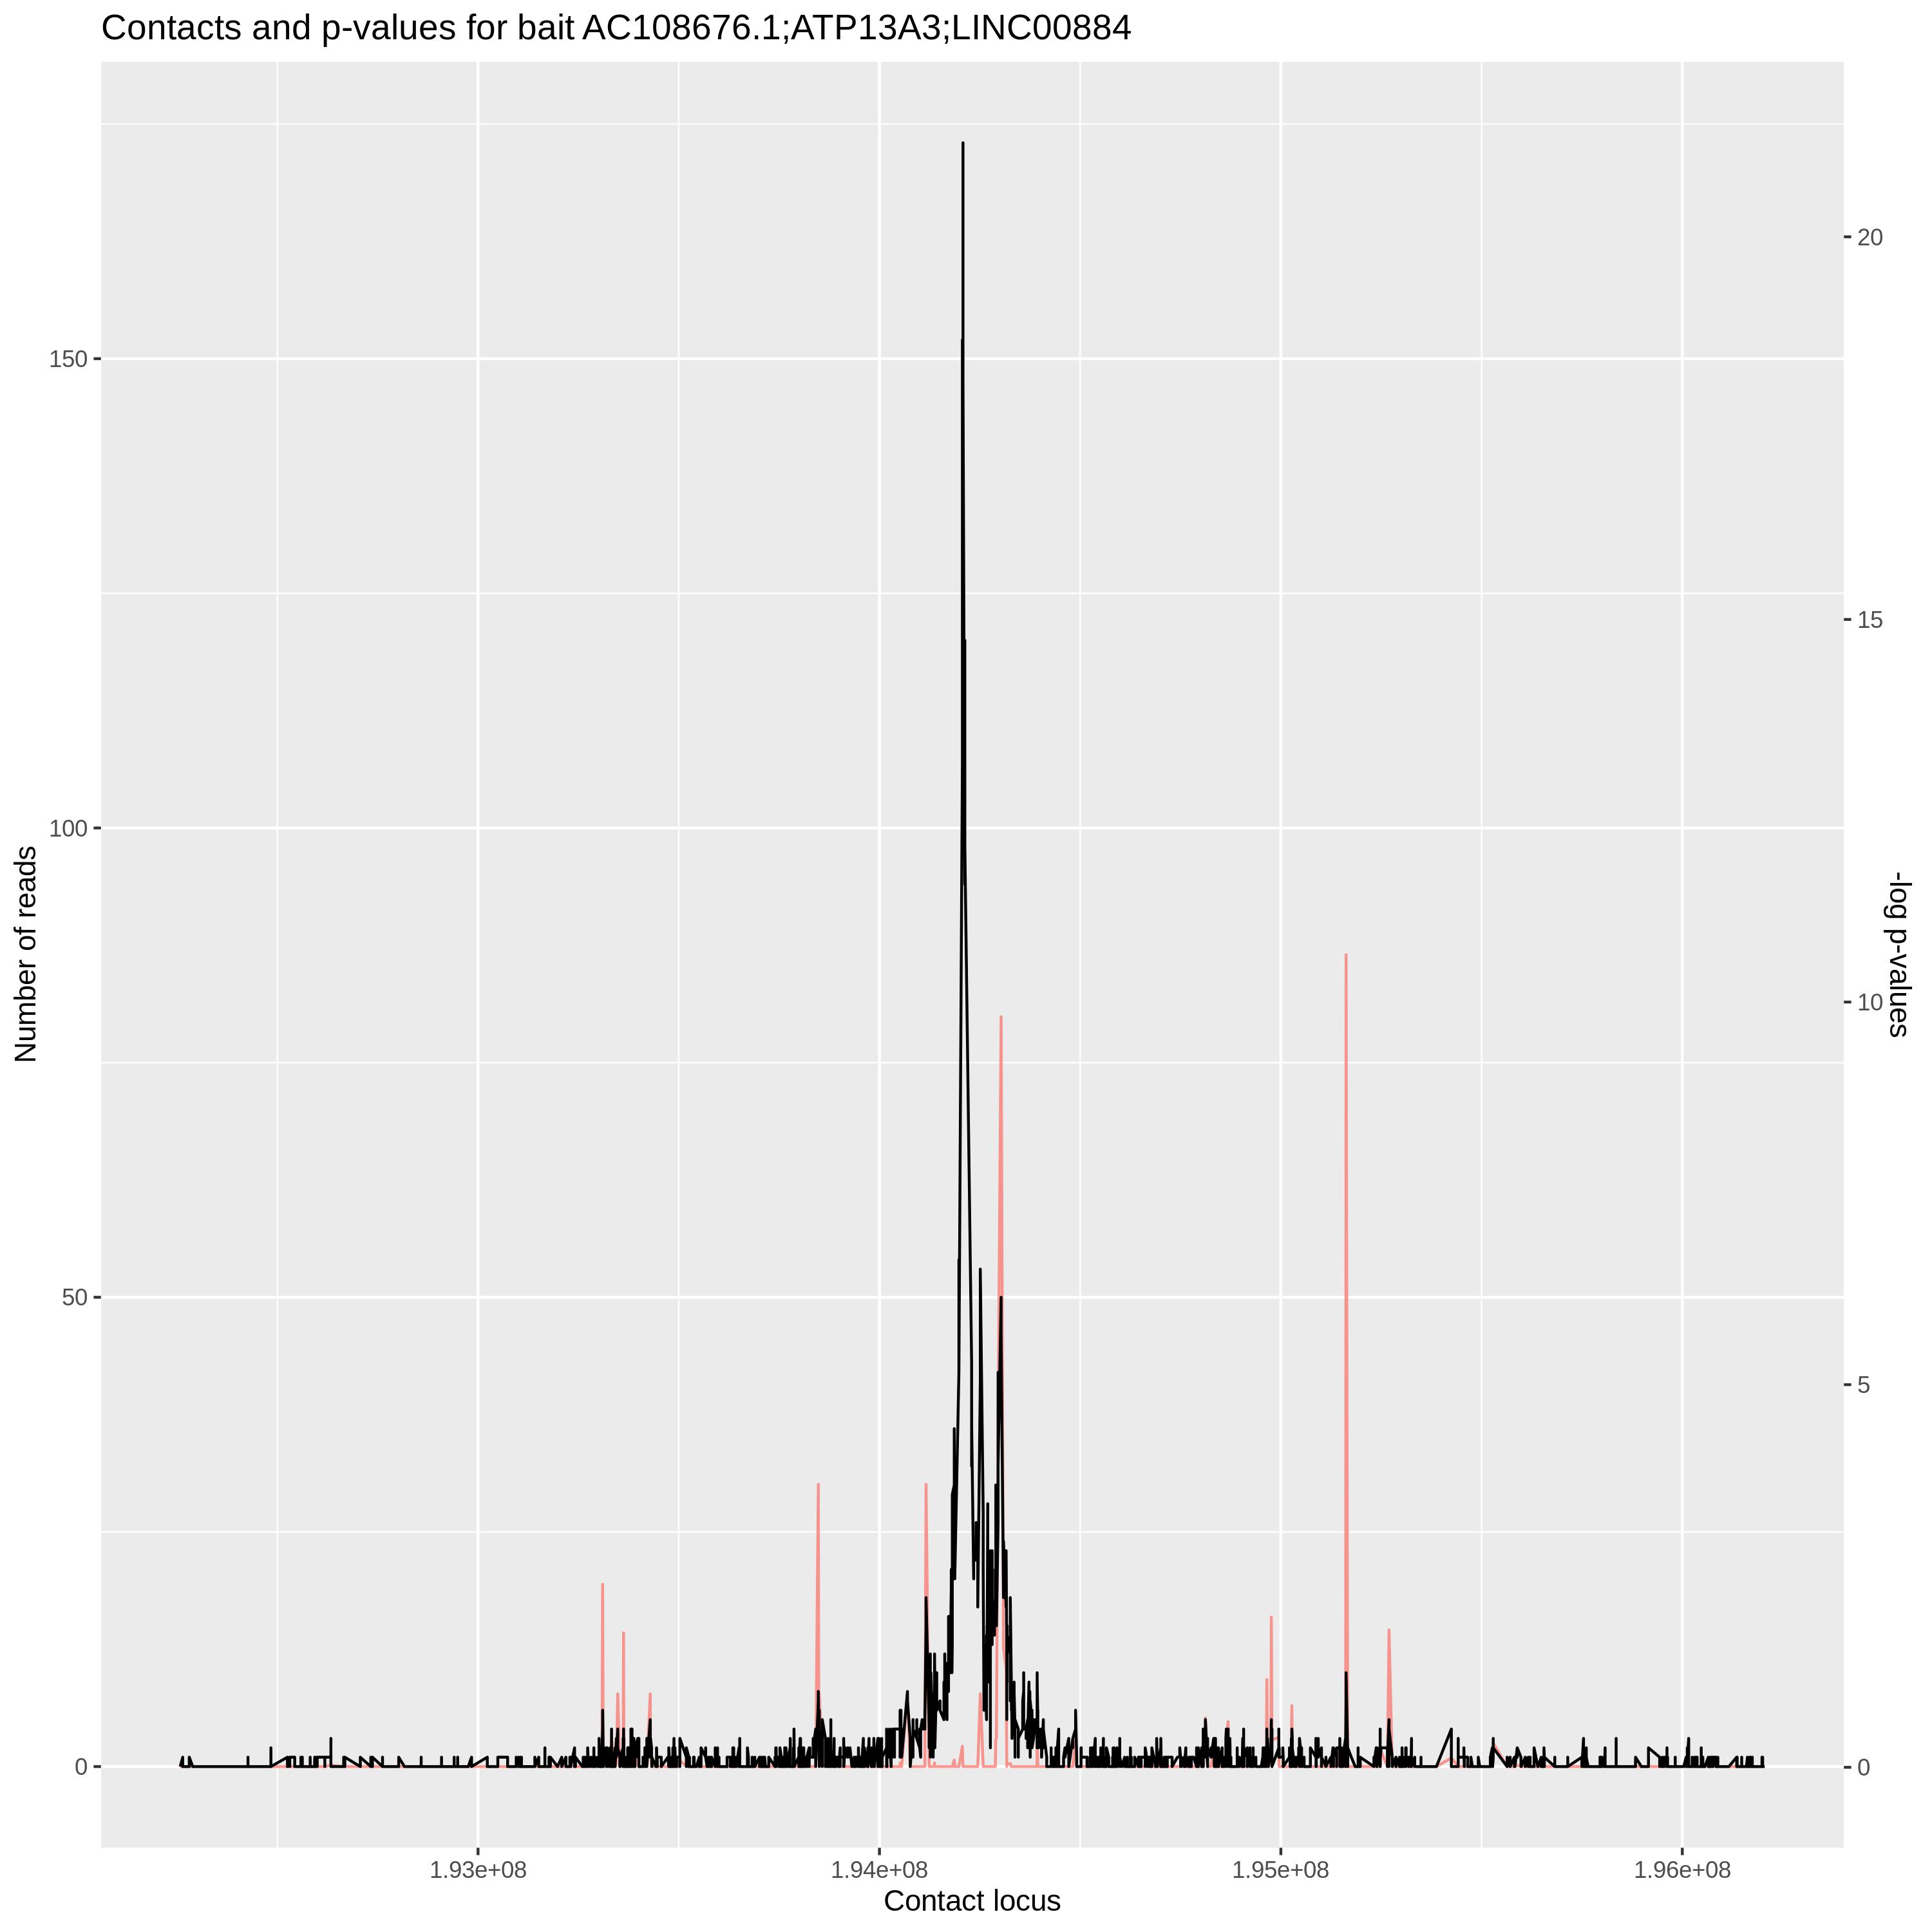 Contacts and p-values for bait AC108676.1;ATP13A3;LINC00884
Number of reads
150
100
50
0
20
15
10
5
0
-log p-values
1.93e+08
1.94e+08
1.95e+08
1.96e+08
Contact locus